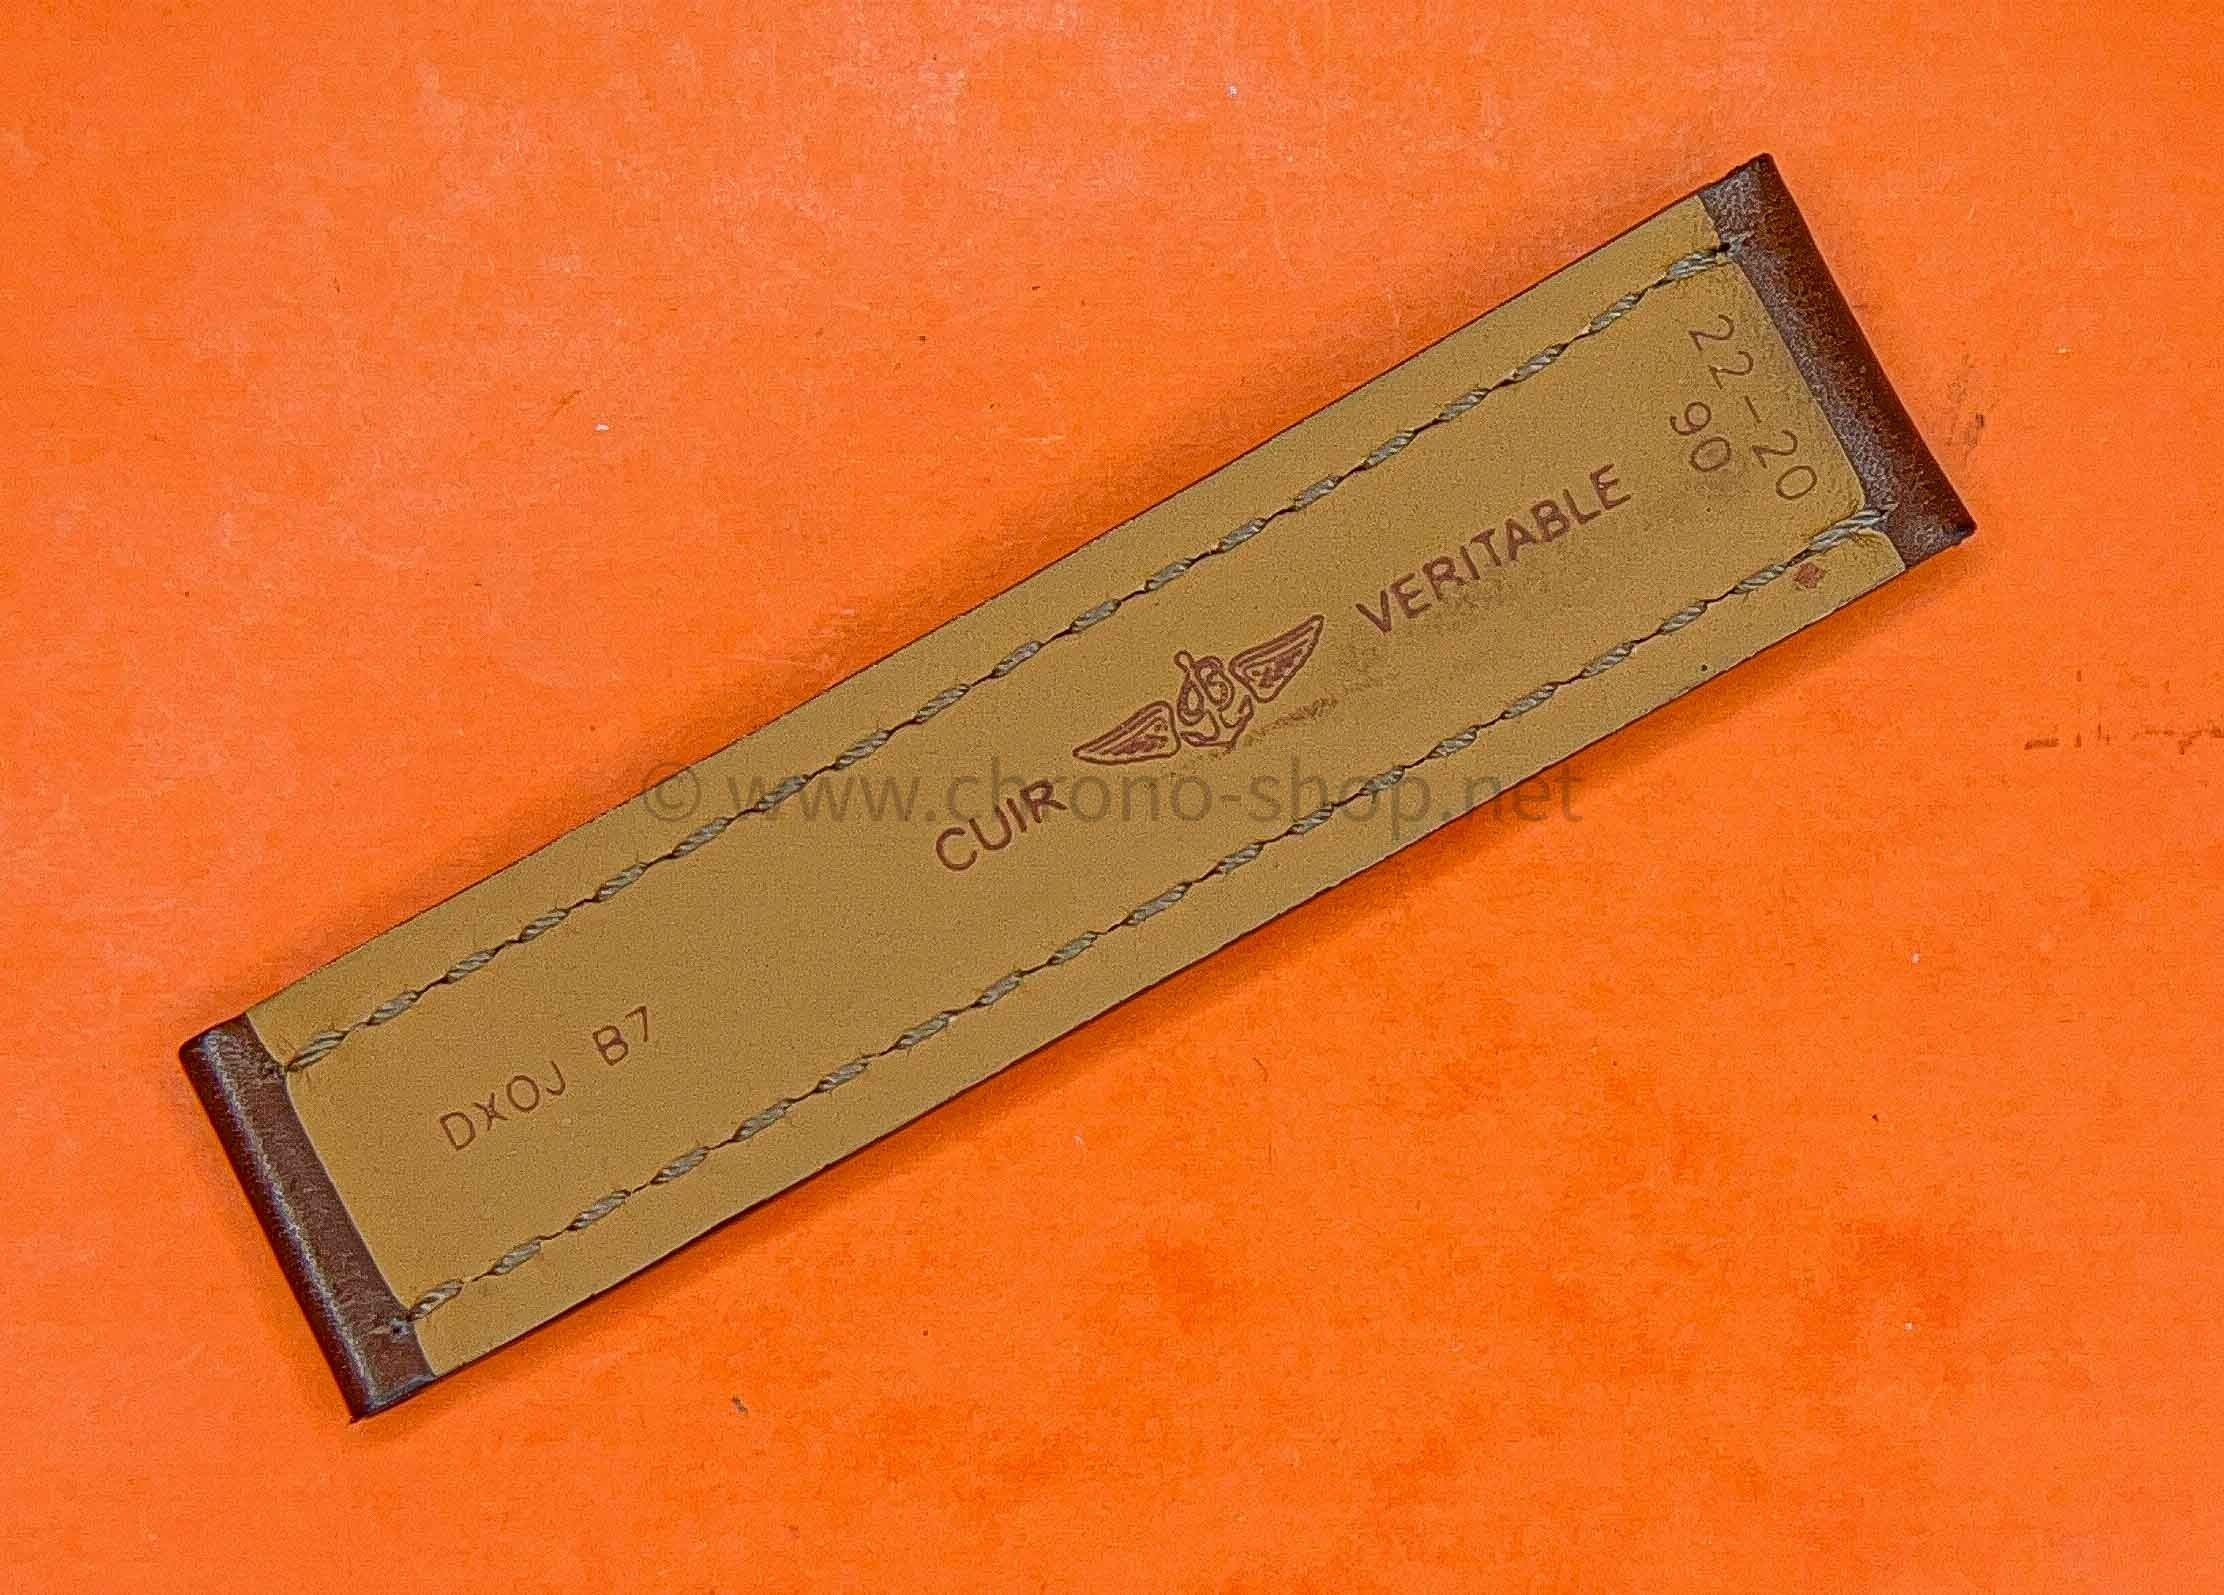 22-20
90
CUIR B VERITABLE
© www.chrono-shop.net
DXOJ B7